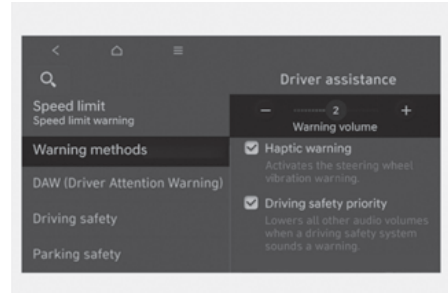 Driver assistance
Speed limit
Speed limit warning
Warning methods
DAW (Driver Attention Warning)
Driving safety
Parking safety
− 2 +
Warning volume
Haptic warning
Activates the steering wheel
vibration warning.
Driving safety priority
Lowers all other audio volumes
when a driving safety system
sounds a warning.